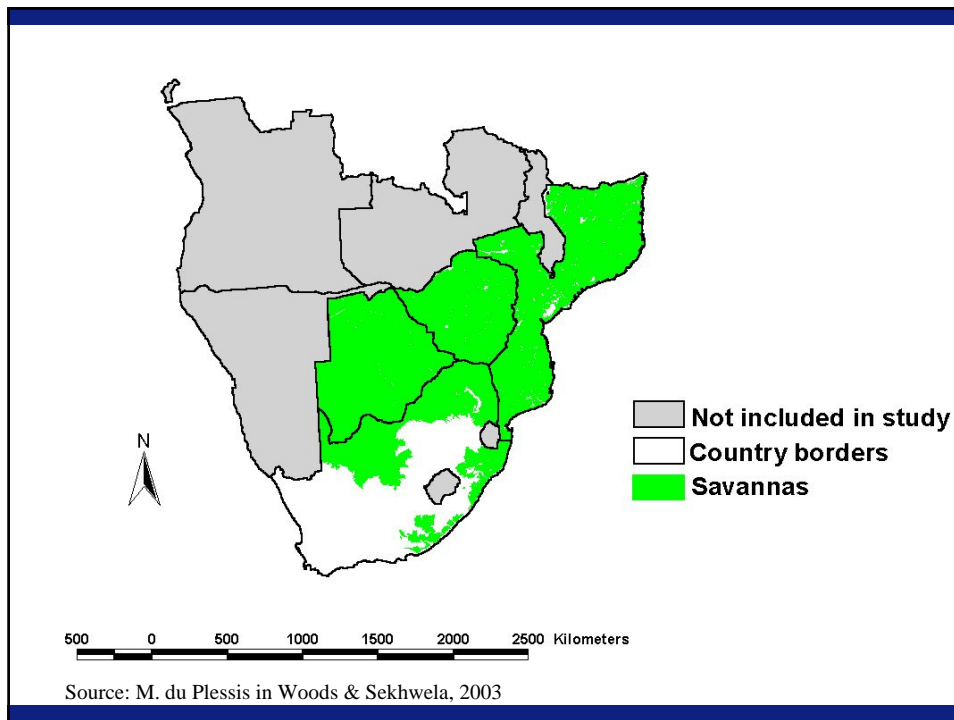 N
Not included in study
Country borders
Savannas
500 0 500 1000 1500 2000 2500 Kilometers
Source: M. du Plessis in Woods & Sekhwela, 2003